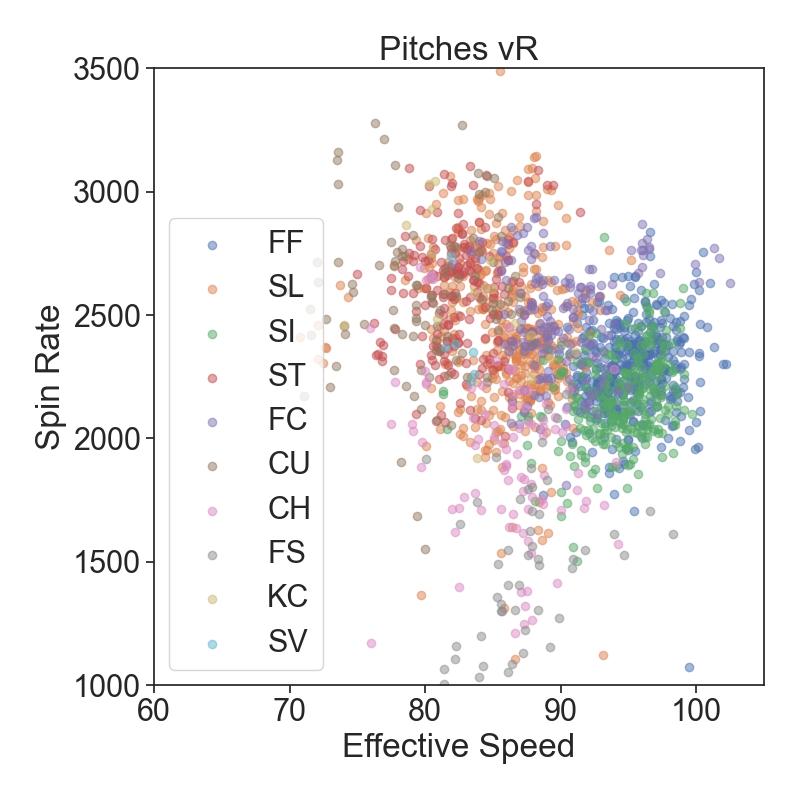 Pitches vR
3500
3000
2500
2000
1500
1000
Spin Rate
FF
SL
SI
ST
FC
CU
CH
FS
KC
SV
60
70
80
90
100
Effective Speed